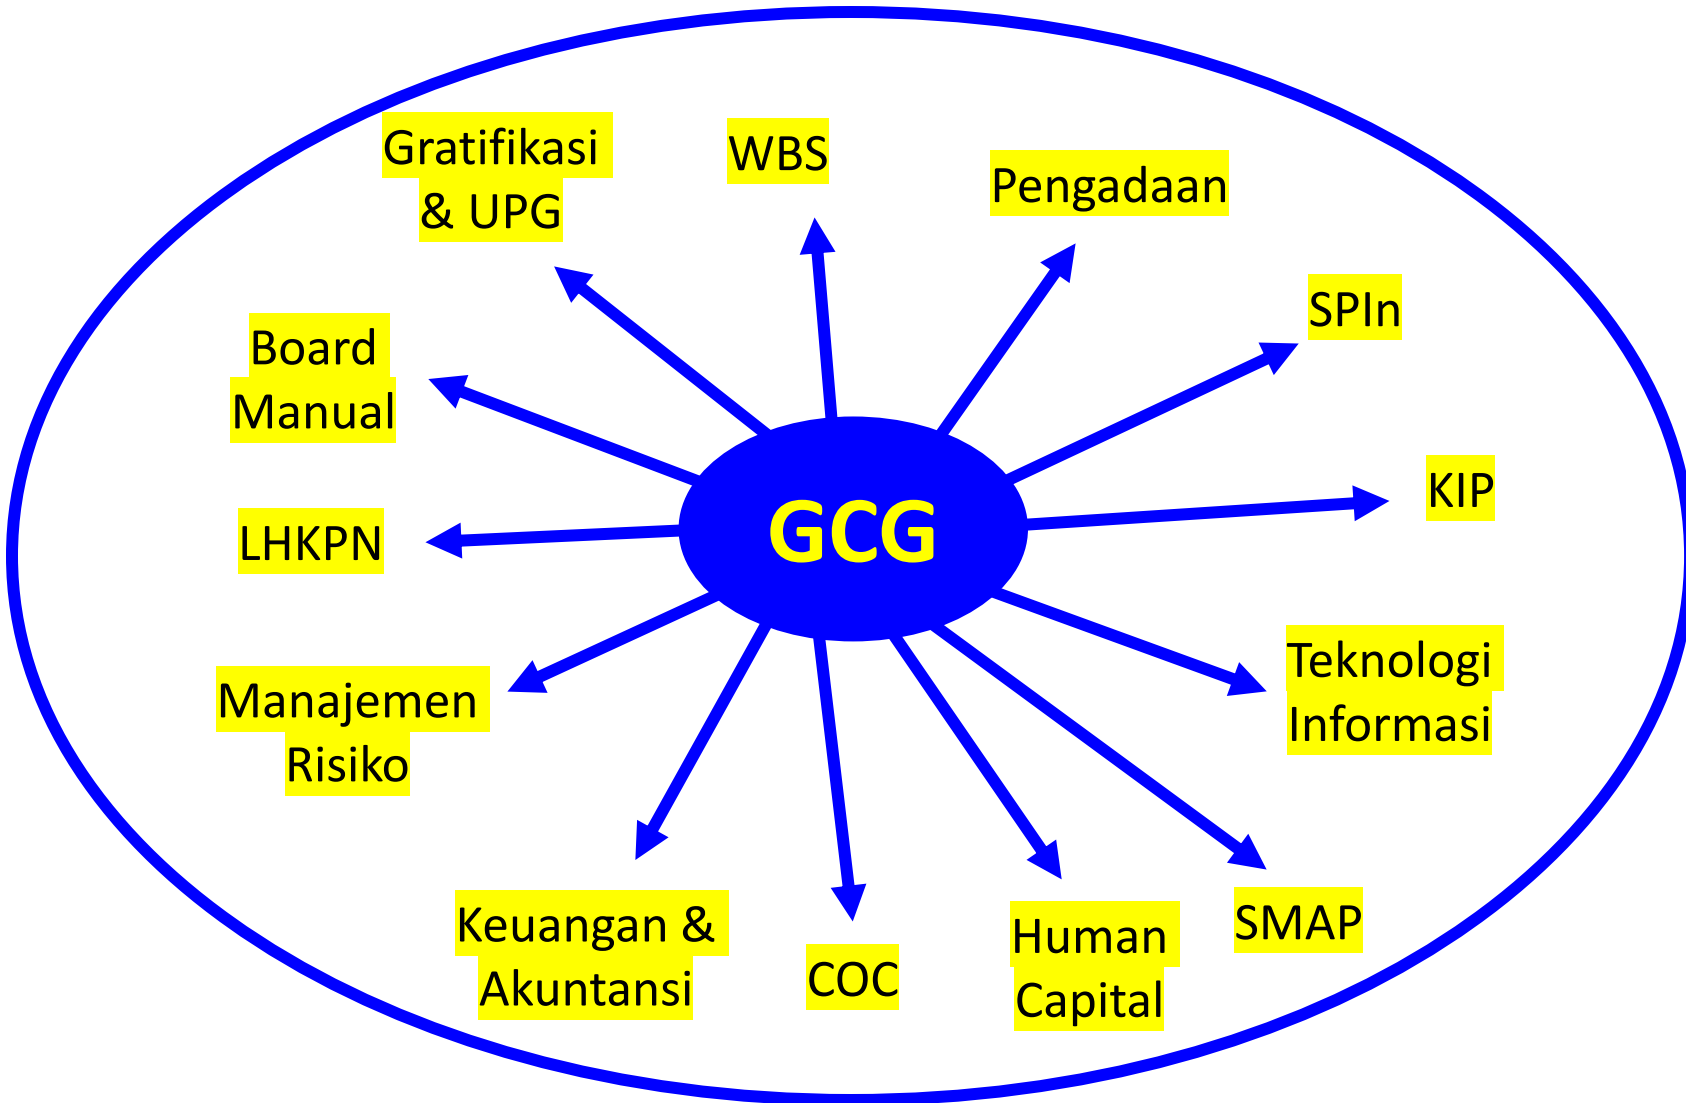 Gratifikasi
& UPG
WBS
Pengadaan
SPIn
Board
Manual
KIP
GCG
LHKPN
Teknologi
Informasi
Manajemen
Risiko
Keuangan &
Akuntansi
COC
Human
Capital
SMAP